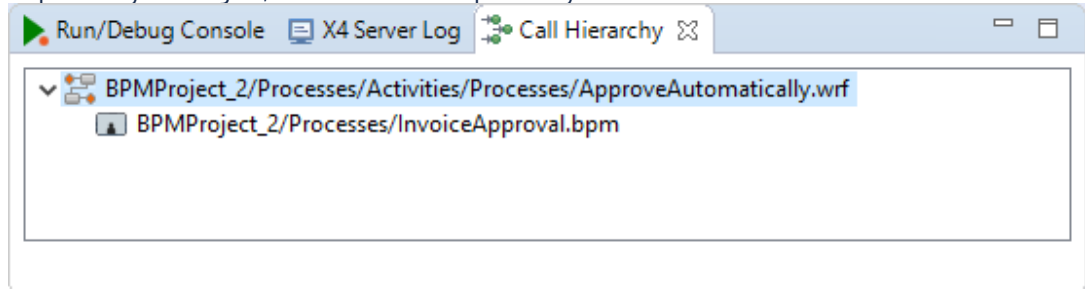 Run/Debug Console X4 Server Log Call Hierarchy
BPMProject_2/Processes/Activities/Processes/ApproveAutomatically.wrf
BPMProject_2/Processes/InvoiceApproval.bpm